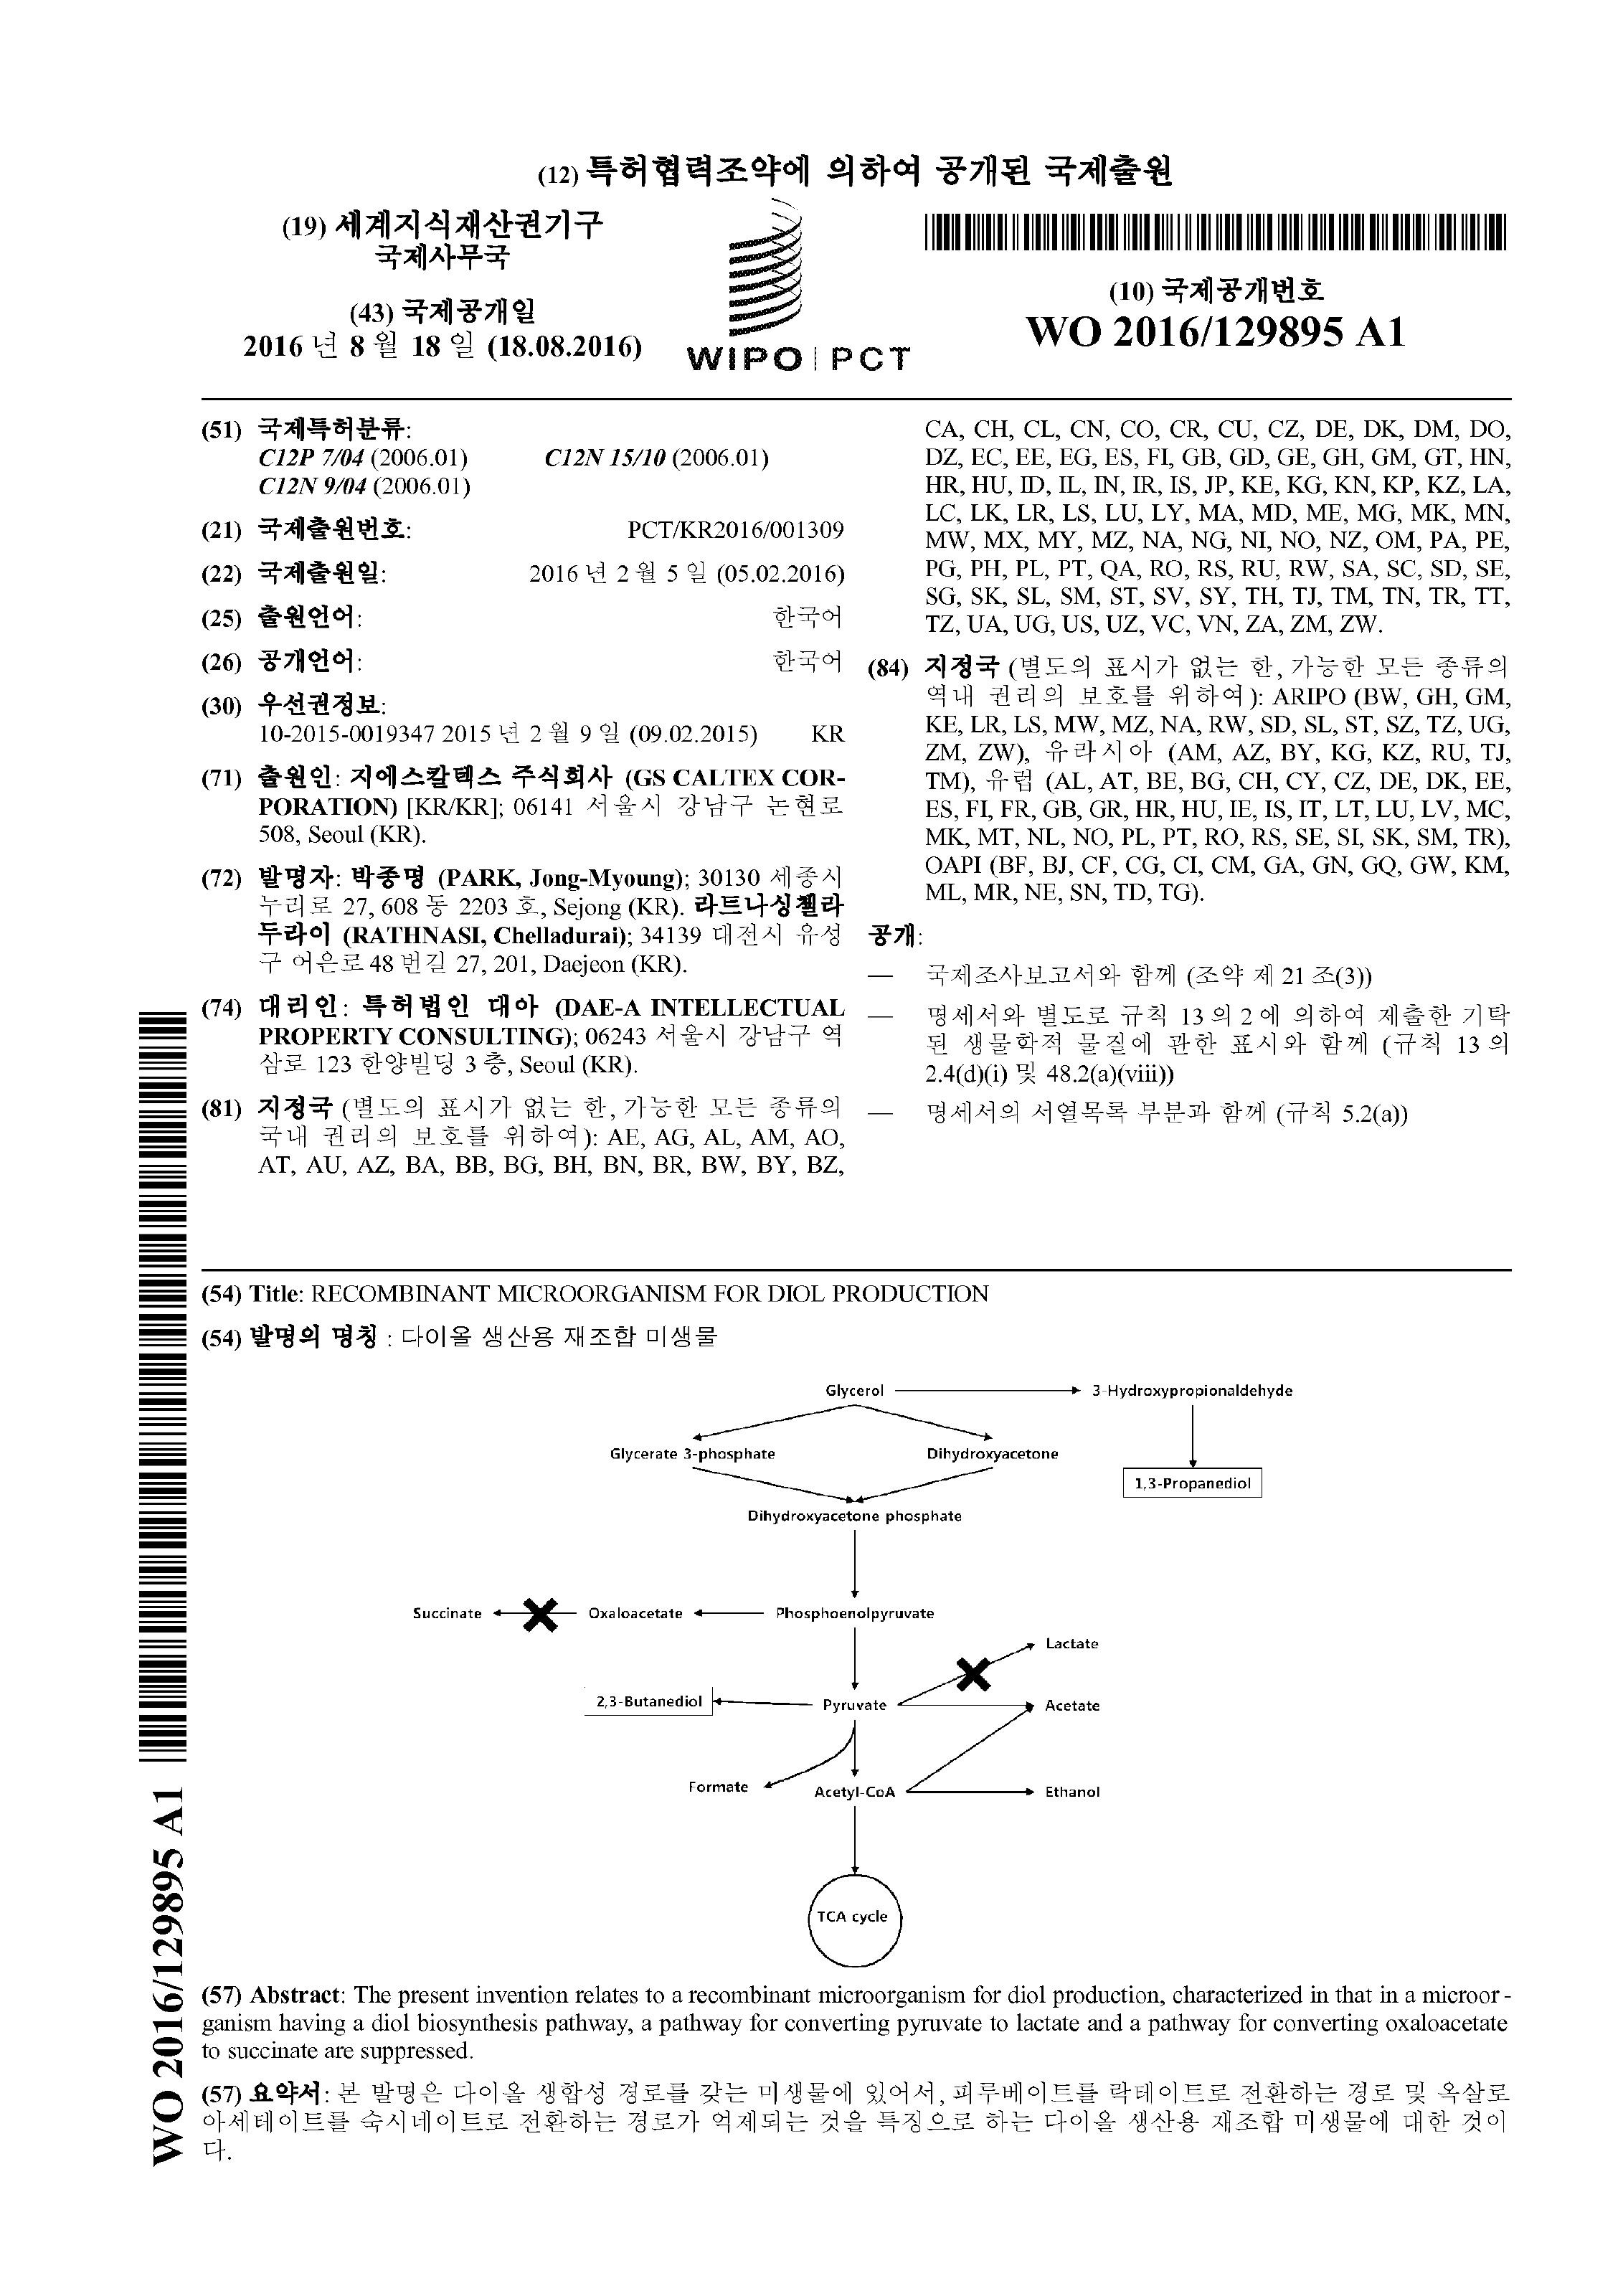 (12) 특허협력조약에 의하여 공개된 국제출원
(19) 세계지식재산권기구
국제사무국
(43) 국제공개일
2016 년 8 월 18 일 (18.08.2016)
WIPO | PCT
(10) 국제공개번호
WO 2016/129895 A1
(51) 국제특허분류:
C12P 7/04 (2006.01) C12N 15/10 (2006.01)
C12N 9/04 (2006.01)
(21) 국제출원번호: PCT/KR2016/001309
(22) 국제출원일: 2016 년 2 월 5 일 (05.02.2016)
(25) 출원언어: 한국어
(26) 공개언어: 한국어
(30) 우선권정보:
10-2015-0019347 2015 년 2 월 9 일 (09.02.2015) KR
(71) 출원인: 지에스칼텍스 주식회사 (GS CALTEX COR-
PORATION) [KR/KR]; 06141 서울시 강남구 논현로
508, Seoul (KR).
(72) 발명자: 박종명 (PARK, Jong-Myoung); 30130 세종시
누리로 27, 608 동 2203 호, Sejong (KR). 라트나싱첼라
두라이 (RATHNASI, Chelladurai); 34139 대전시 유성
구 어은로 48 번길 27, 201, Daejeon (KR).
(74) 대리인: 특허법인 대아 (DAE-A INTELLECTUAL
PROPERTY CONSULTING); 06243 서울시 강남구 역
삼로 123 한양빌딩 3 층, Seoul (KR).
(81) 지정국 (별도의 표시가 없는 한, 가능한 모든 종류의
국내 권리의 보호를 위하여): AE, AG, AL, AM, AO,
AT, AU, AZ, BA, BB, BG, BH, BN, BR, BW, BY, BZ,
CA, CH, CL, CN, CO, CR, CU, CZ, DE, DK, DM, DO,
DZ, EC, EE, EG, ES, FI, GB, GD, GE, GH, GM, GT, HN,
HR, HU, ID, IL, IN, IR, IS, JP, KE, KG, KN, KP, KZ, LA,
LC, LK, LR, LS, LU, LY, MA, MD, ME, MG, MK, MN,
MW, MX, MY, MZ, NA, NG, NI, NO, NZ, OM, PA, PE,
PG, PH, PL, PT, QA, RO, RS, RU, RW, SA, SC, SD, SE,
SG, SK, SL, SM, ST, SV, SY, TH, TJ, TM, TN, TR, TT,
TZ, UA, UG, US, UZ, VC, VN, ZA, ZM, ZW.
(84) 지정국 (별도의 표시가 없는 한, 가능한 모든 종류의
역내 권리의 보호를 위하여): ARIPO (BW, GH, GM,
KE, LR, LS, MW, MZ, NA, RW, SD, SL, ST, SZ, TZ, UG,
ZM, ZW), 유라시아 (AM, AZ, BY, KG, KZ, RU, TJ,
TM), 유럽 (AL, AT, BE, BG, CH, CY, CZ, DE, DK, EE,
ES, FI, FR, GB, GR, HR, HU, IE, IS, IT, LT, LU, LV, MC,
MK, MT, NL, NO, PL, PT, RO, RS, SE, SI, SK, SM, TR),
OAPI (BF, BJ, CF, CG, CI, CM, GA, GN, GQ, GW, KM,
ML, MR, NE, SN, TD, TG).
공개:
— 국제조사보고서와 함께 (조약 제 21 조(3))
— 명세서와 별도로 규칙 13 의 2 에 의하여 제출한 기탁
된 생물학적 물질에 관한 표시와 함께 (규칙 13 의
2.4(d)(i) 및 48.2(a)(viii))
— 명세서의 서열목록 부분과 함께 (규칙 5.2(a))
(54) Title: RECOMBINANT MICROORGANISM FOR DIOL PRODUCTION
(54) 발명의 명칭 : 다이올 생산용 재조합 미생물
Glycerol 3-Hydroxypropionaldehyde
Glycerate 3-phosphate Dihydroxyacetone
1,3-Propanediol
Dihydroxyacetone phosphate
Succinate Oxaloacetate Phosphoenolpyruvate
Lactate
2,3-Butanediol Pyruvate Acetate
Formate Acetyl-CoA Ethanol
TCA cycle
(57) Abstract: The present invention relates to a recombinant microorganism for diol production, characterized in that in a microor-
ganism having a diol biosynthesis pathway, a pathway for converting pyruvate to lactate and a pathway for converting oxaloacetate
to succinate are suppressed.
(57) 요약서: 본 발명은 다이올 생합성 경로를 갖는 미생물에 있어서, 피루베이트를 락테이트로 전환하는 경로 및 옥살로
아세테이트를 숙시네이트로 전환하는 경로가 억제되는 것을 특징으로 하는 다이올 생산용 재조합 미생물에 대한 것이
다.
WO 2016/129895 A1